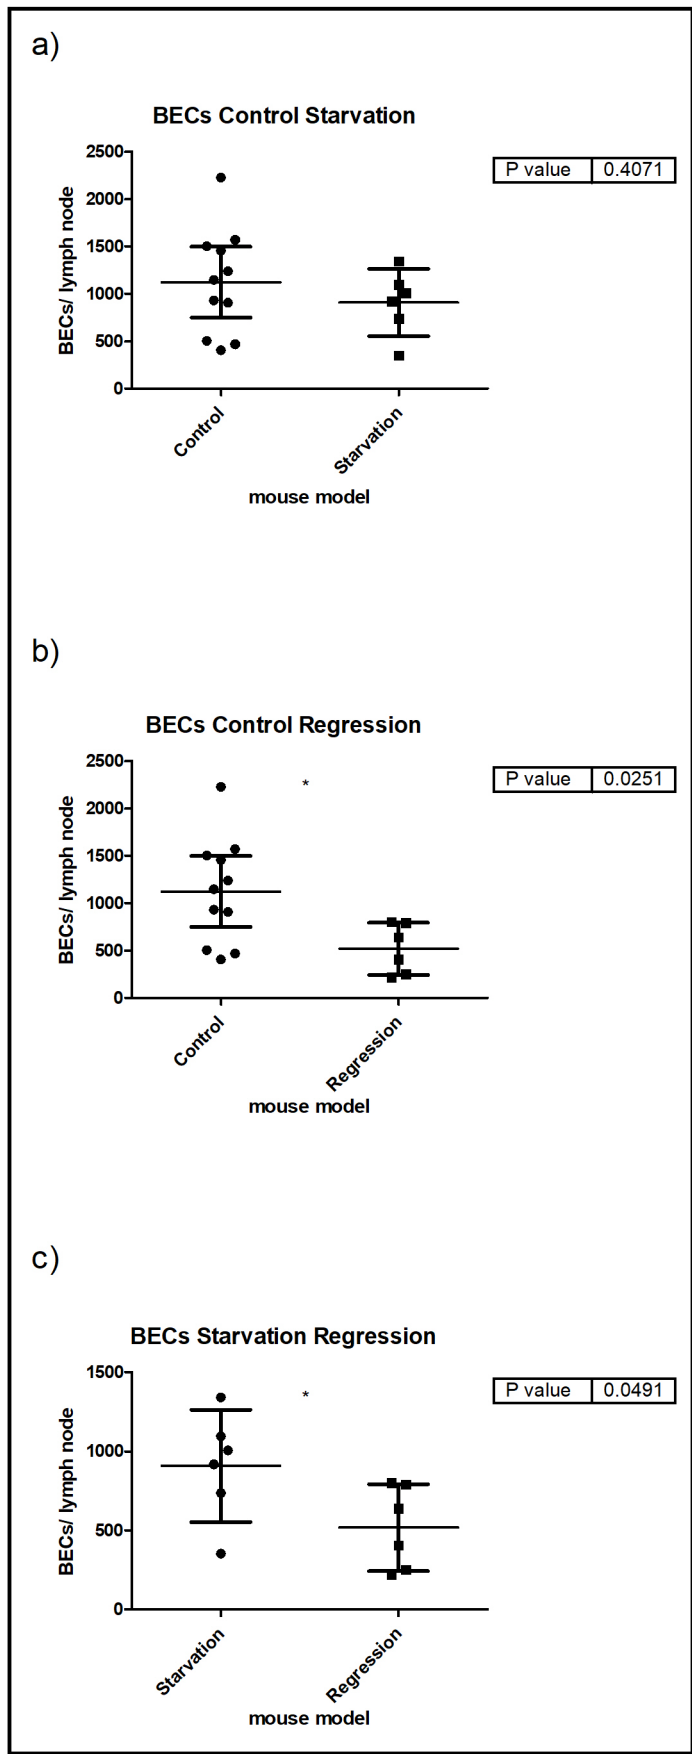 a)
BECs Control Starvation
P value 0.4071
2500
2000
1500
1000
500
0
BECs/ lymph node
Control
Starvation
mouse model
b)
BECs Control Regression
P value 0.0251
2500
2000
1500
1000
500
0
*
BECs/ lymph node
Control
Regression
mouse model
c)
BECs Starvation Regression
P value 0.0491
1500
1000
500
0
*
BECs/ lymph node
Starvation
Regression
mouse model